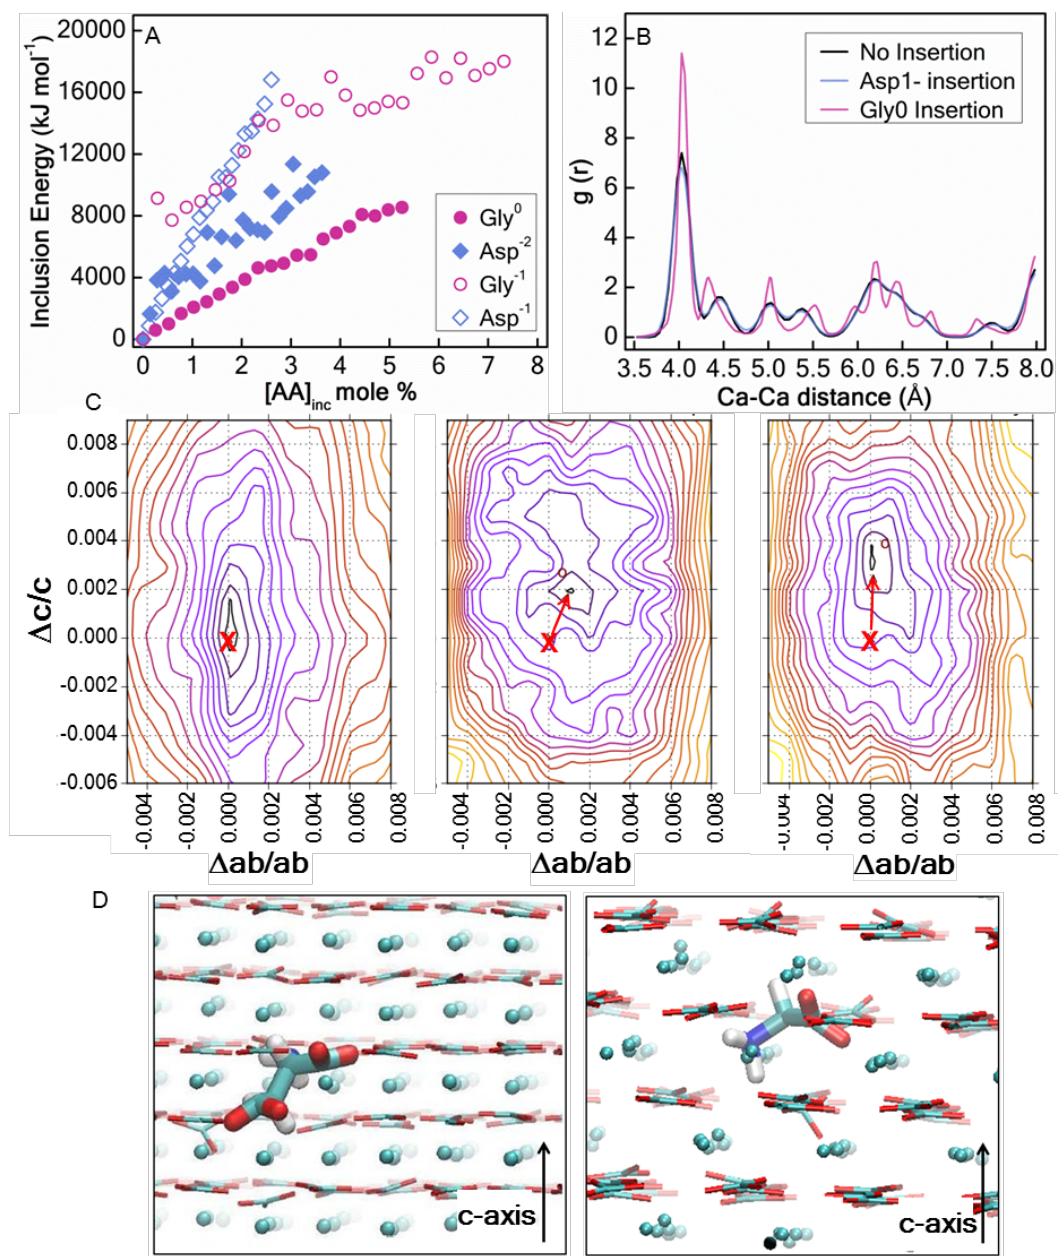 A
Inclusion Energy (kJ mol⁻¹)
20000
16000
12000
8000
4000
0
Gly⁰
Asp⁻²
Gly⁻¹
Asp⁻¹
0 1 2 3 4 5 6 7 8
[AA]inc mole %
B
g (r)
12
10
8
6
4
2
0
No Insertion
Asp1- insertion
Gly0 Insertion
3.5 4.0 4.5 5.0 5.5 6.0 6.5 7.0 7.5 8.0
Ca-Ca distance (Å)
C
Δc/c
0.008
0.006
0.004
0.002
0.000
-0.002
-0.004
-0.006
X
o
X
o
X
-0.004 -0.002 0.000 0.002 0.004 0.006 0.008
-0.004 -0.002 0.000 0.002 0.004 0.006 0.008
-0.004 -0.002 0.000 0.002 0.004 0.006 0.008
Δab/ab
Δab/ab
Δab/ab
D
c-axis
c-axis